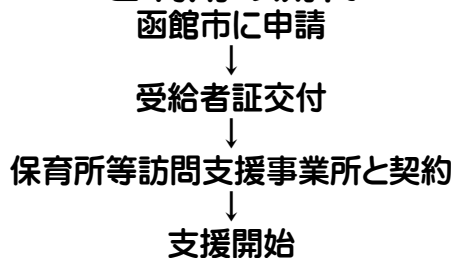 函館市に申請
↓
受給者証交付
↓
保育所等訪問支援事業所と契約
↓
支援開始